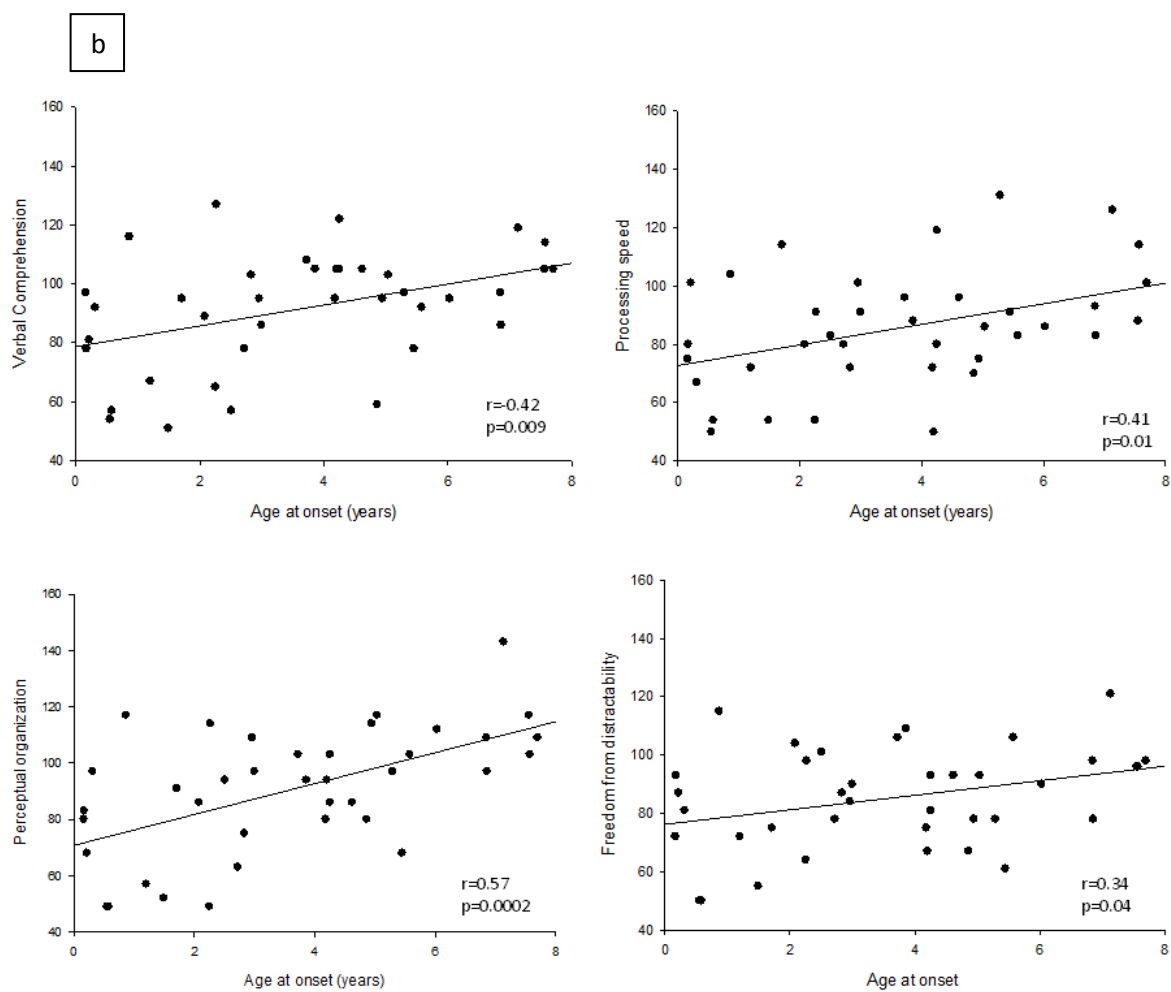 b
160
140
120
100
80
60
40
Verbal Comprehension
r=-0.42
p=0.009
0 2 4 6 8
Age at onset (years)
160
140
120
100
80
60
40
Processing speed
r=0.41
p=0.01
0 2 4 6 8
Age at onset (years)
160
140
120
100
80
60
40
Perceptual organization
r=0.57
p=0.0002
0 2 4 6 8
Age at onset (years)
160
140
120
100
80
60
40
Freedom from distractability
r=0.34
p=0.04
0 2 4 6 8
Age at onset